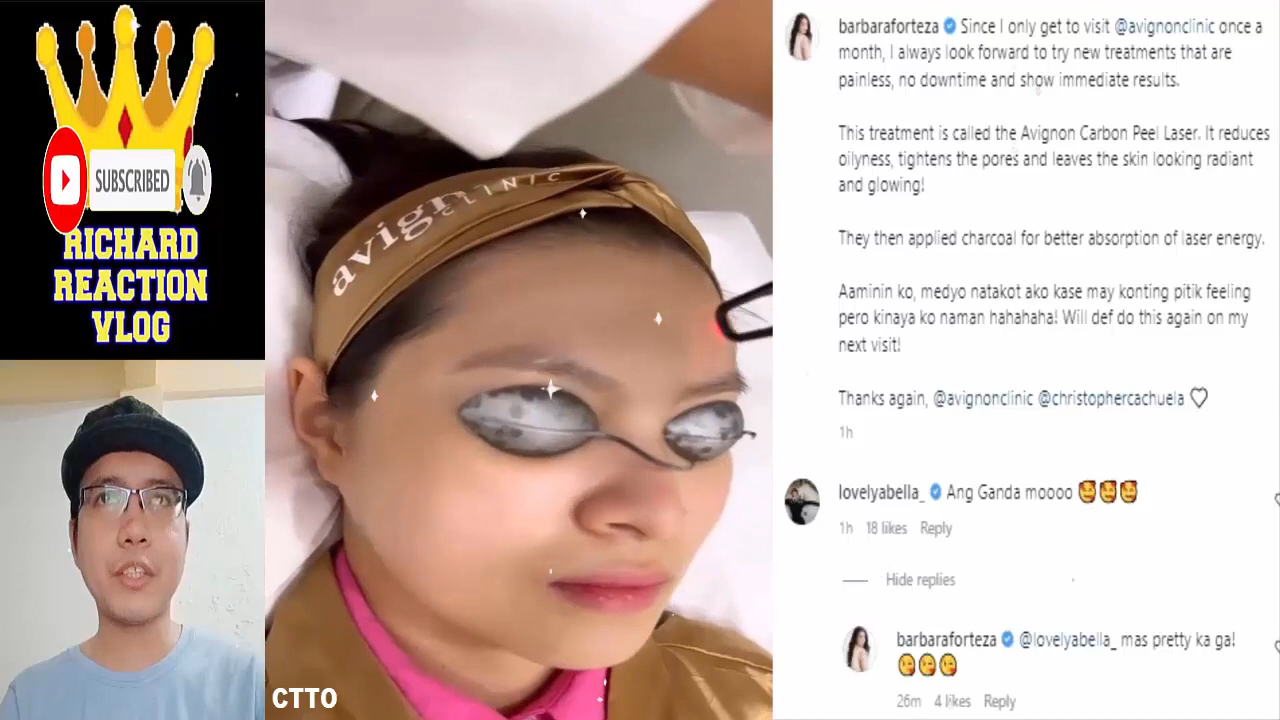 SUBSCRIBED
RICHARD
REACTION
VLOG
avignon
CLINIC
CTTO
barbaraforteza Since I only get to visit @avignonclinic once a
month, I always look forward to try new treatments that are
painless, no downtime and show immediate results.
This treatment is called the Avignon Carbon Peel Laser. It reduces
oilyness, tightens the pores and leaves the skin looking radiant
and glowing!
They then applied charcoal for better absorption of laser energy.
Aaminin ko, medyo natakot ako kase may konting pitik feeling
pero kinaya ko naman hahahaha! Will def do this again on my
next visit!
Thanks again, @avignonclinic @christophercachuela
1h
lovelyabella_ Ang Ganda moooo 🥰🥰🥰
1h 18 likes Reply
Hide replies
barbaraforteza @lovelyabella_ mas pretty ka ga!
😘😘😘
26m 4 likes Reply